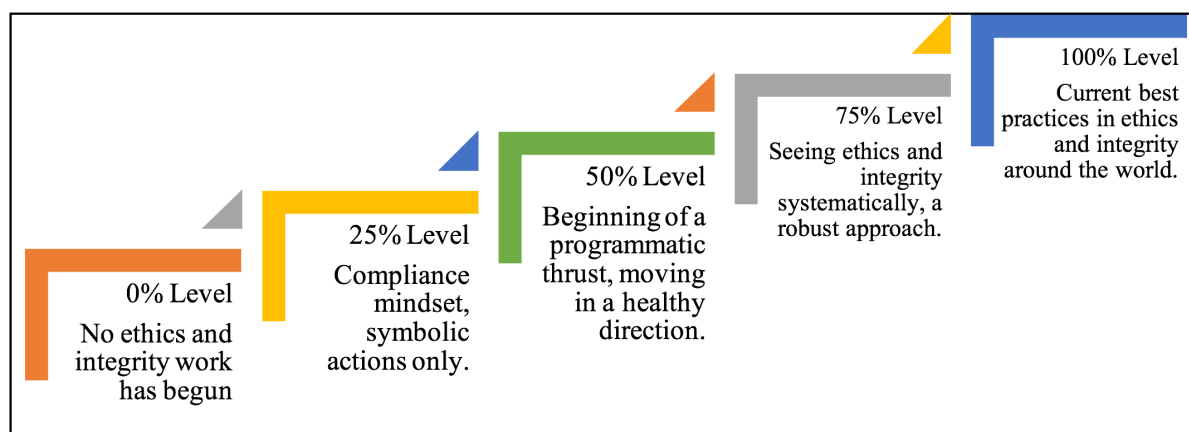 0% Level
No ethics and
integrity work
has begun
25% Level
Compliance
mindset,
symbolic
actions only.
50% Level
Beginning of a
programmatic
thrust, moving
in a healthy
direction.
75% Level
Seeing ethics and
integrity
systematically, a
robust approach.
100% Level
Current best
practices in ethics
and integrity
around the world.